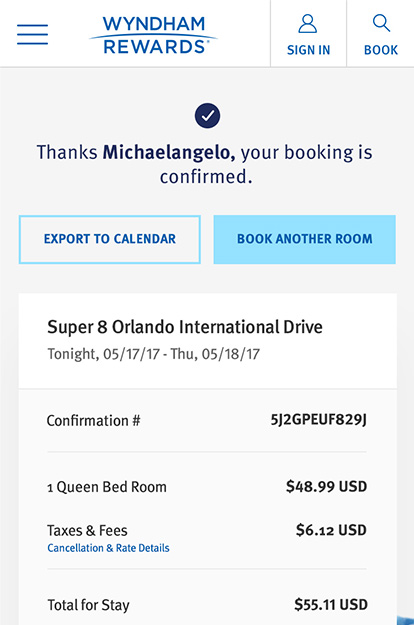 WYNDHAM
REWARDS®
SIGN IN
BOOK
Thanks Michaelangelo, your booking is
confirmed.
EXPORT TO CALENDAR
BOOK ANOTHER ROOM
Super 8 Orlando International Drive
Tonight, 05/17/17 - Thu, 05/18/17
Confirmation # 5J2GPEUF829J
1 Queen Bed Room $48.99 USD
Taxes & Fees $6.12 USD
Cancellation & Rate Details
Total for Stay $55.11 USD